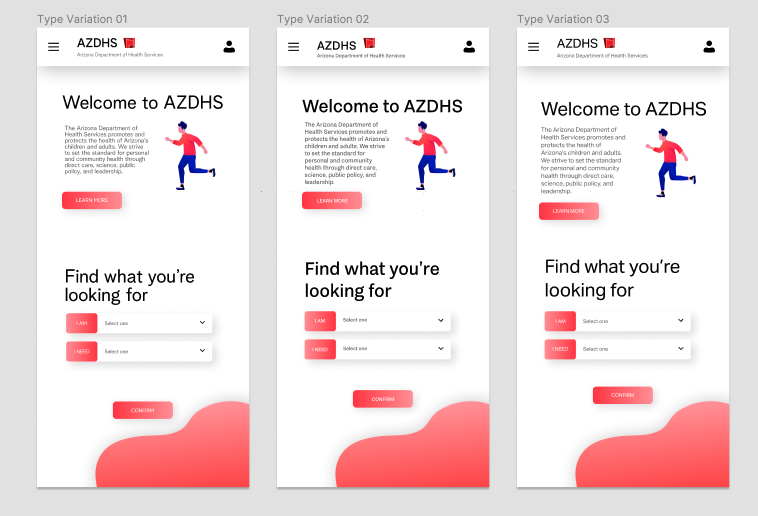 Type Variation 01
AZDHS
Arizona Department of Health Services
Welcome to AZDHS
The Arizona Department of
Health Services promotes and
protects the health of Arizona's
children and adults. We strive
to set the standard for personal
and community health through
direct care, science, public
policy, and leadership.
LEARN MORE
Find what you're
looking for
I AM
Select one
I NEED
Select one
CONFIRM
Type Variation 02
AZDHS
Arizona Department of Health Services
Welcome to AZDHS
The Arizona Department of
Health Services promotes and
protects the health of Arizona's
children and adults. We strive
to set the standard for
personal and community
health through direct care,
science, public policy, and
leadership.
LEARN MORE
Find what you're
looking for
I AM
Select one
I NEED
Select one
CONFIRM
Type Variation 03
AZDHS
Arizona Department of Health Services
Welcome to AZDHS
The Arizona Department of
Health Services promotes and
protects the health of
Arizona's children and adults.
We strive to set the standard
for personal and community
health through direct care,
science, public policy, and
leadership.
LEARN MORE
Find what you're
looking for
I AM
Select one
I NEED
Select one
CONFIRM